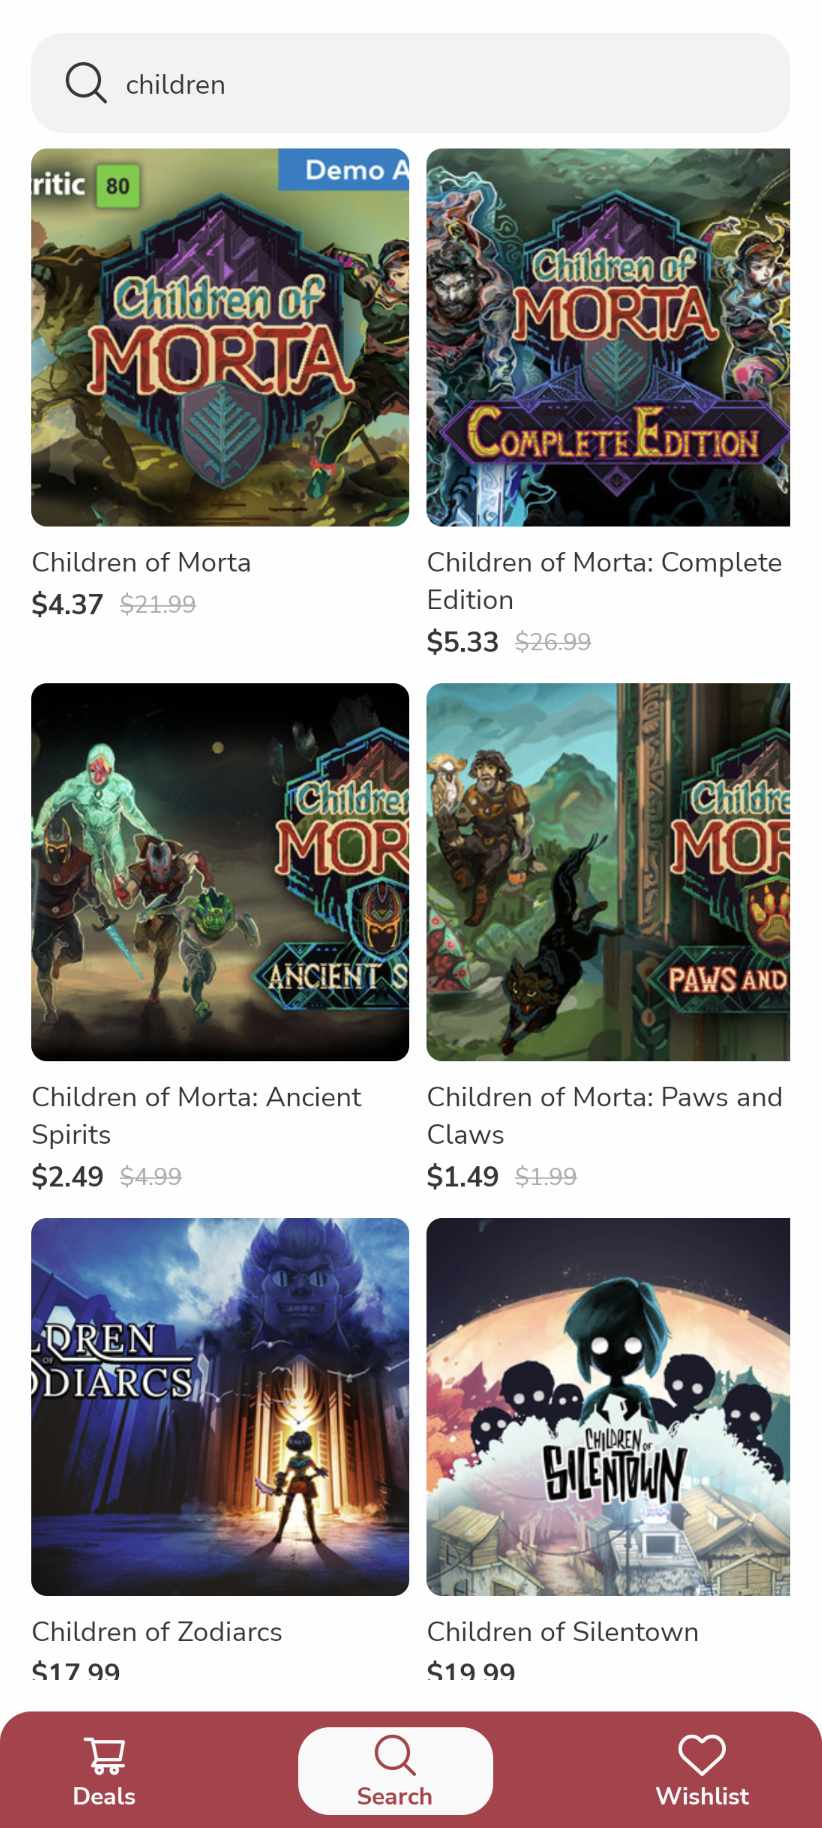 children
ritic 80
Demo A
Children of
MORTA
Children of
MORTA
COMPLETE EDITION
Children of Morta
$4.37 $21.99
Children of Morta: Complete
Edition
$5.33 $26.99
Childre
MOR
ANCIENT S
Childre
MOR
PAWS AND
Children of Morta: Ancient
Spirits
$2.49 $4.99
Children of Morta: Paws and
Claws
$1.49 $1.99
LDREN
OF
ODIARCS
CHILDREN OF
SILENTOWN
Children of Zodiarcs
$17.99
Children of Silentown
$19.99
Deals
Search
Wishlist